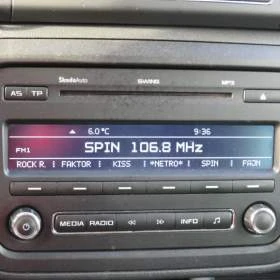 SkodaAuto SWING MP3
AS TP
6.0°C 9:36
FM1 SPIN 106.8 MHz
ROCK R. FAKTOR KISS *NETRO* SPIN FAJN
MEDIA RADIO << >> INFO